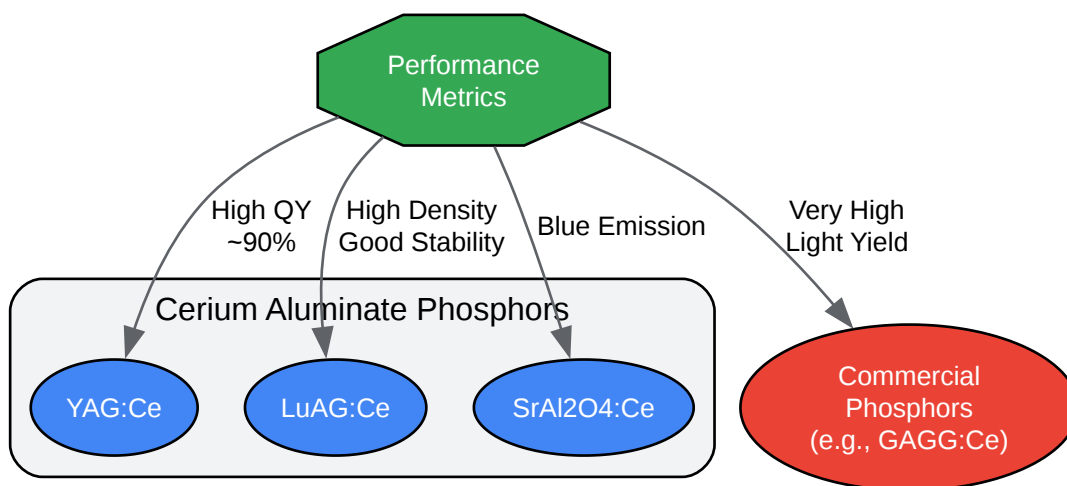 Performance
Metrics
High QY
~90%
High Density
Good Stability
Blue Emission
Very High
Light Yield
Cerium Aluminate Phosphors
YAG:Ce
LuAG:Ce
SrAl2O4:Ce
Commercial
Phosphors
(e.g., GAGG:Ce)